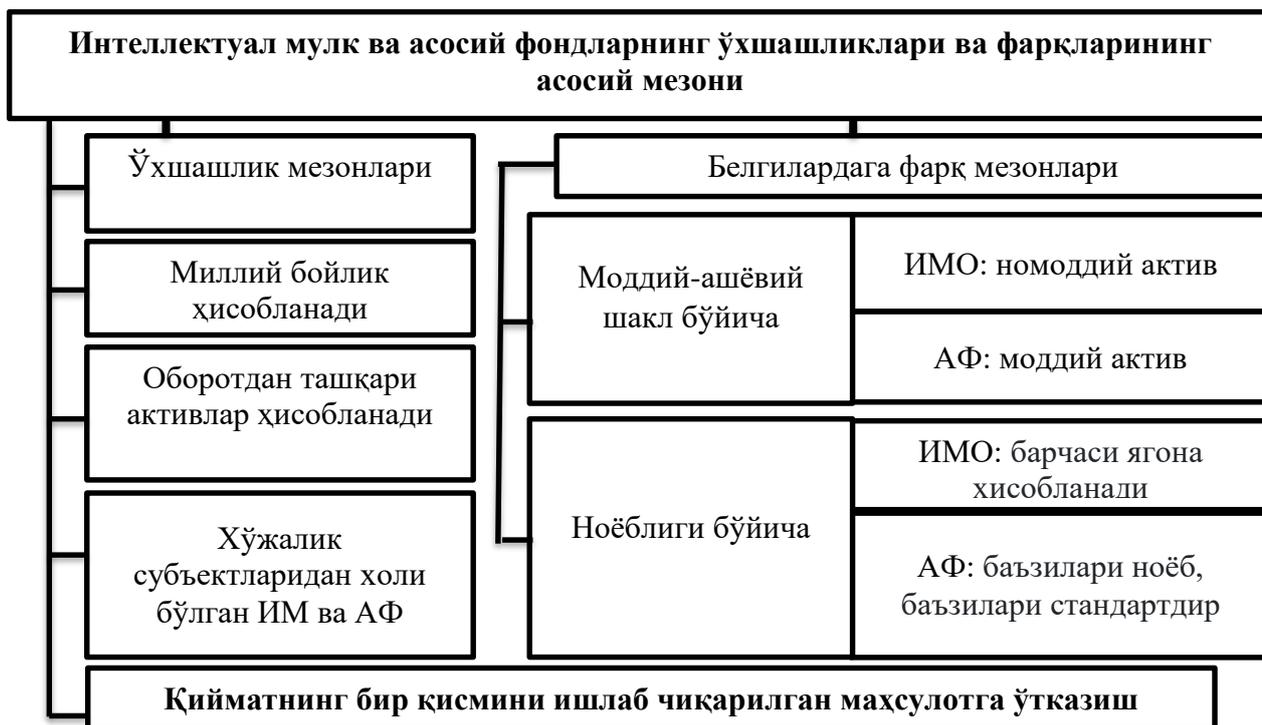 Интеллектуал мулк ва асосий фондларнинг ўхшашликлари ва фарқларининг
асосий мезони
Ўхшашлик мезонлари
Миллий бойлик
ҳисобланади
Оборотдан ташқари
активлар ҳисобланади
Хўжалик
субъектларидан холи
бўлган ИМ ва АФ
Белгилардага фарқ мезонлари
Моддий-ашёвий
шакл бўйича
ИМО: номоддий актив
АФ: моддий актив
Ноёблиги бўйича
ИМО: барчаси ягона
ҳисобланади
АФ: баъзилари ноёб,
баъзилари стандартдир
Қийматнинг бир қисмини ишлаб чиқарилган маҳсулотга ўтказиш